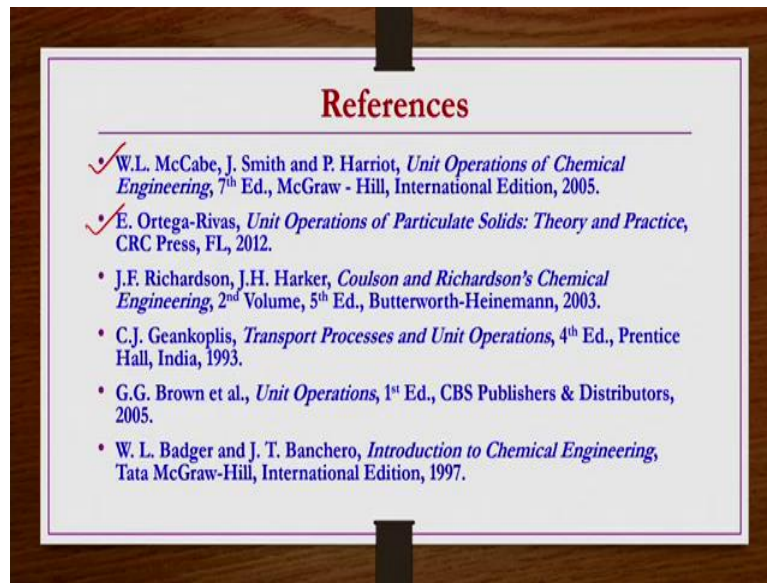 References
• W.L. McCabe, J. Smith and P. Harriot, Unit Operations of Chemical
Engineering, 7th Ed., McGraw - Hill, International Edition, 2005.
• E. Ortega-Rivas, Unit Operations of Particulate Solids: Theory and Practice,
CRC Press, FL, 2012.
• J.F. Richardson, J.H. Harker, Coulson and Richardson's Chemical
Engineering, 2nd Volume, 5th Ed., Butterworth-Heinemann, 2003.
• C.J. Geankoplis, Transport Processes and Unit Operations, 4th Ed., Prentice
Hall, India, 1993.
• G.G. Brown et al., Unit Operations, 1st Ed., CBS Publishers & Distributors,
2005.
• W. L. Badger and J. T. Banchero, Introduction to Chemical Engineering,
Tata McGraw-Hill, International Edition, 1997.